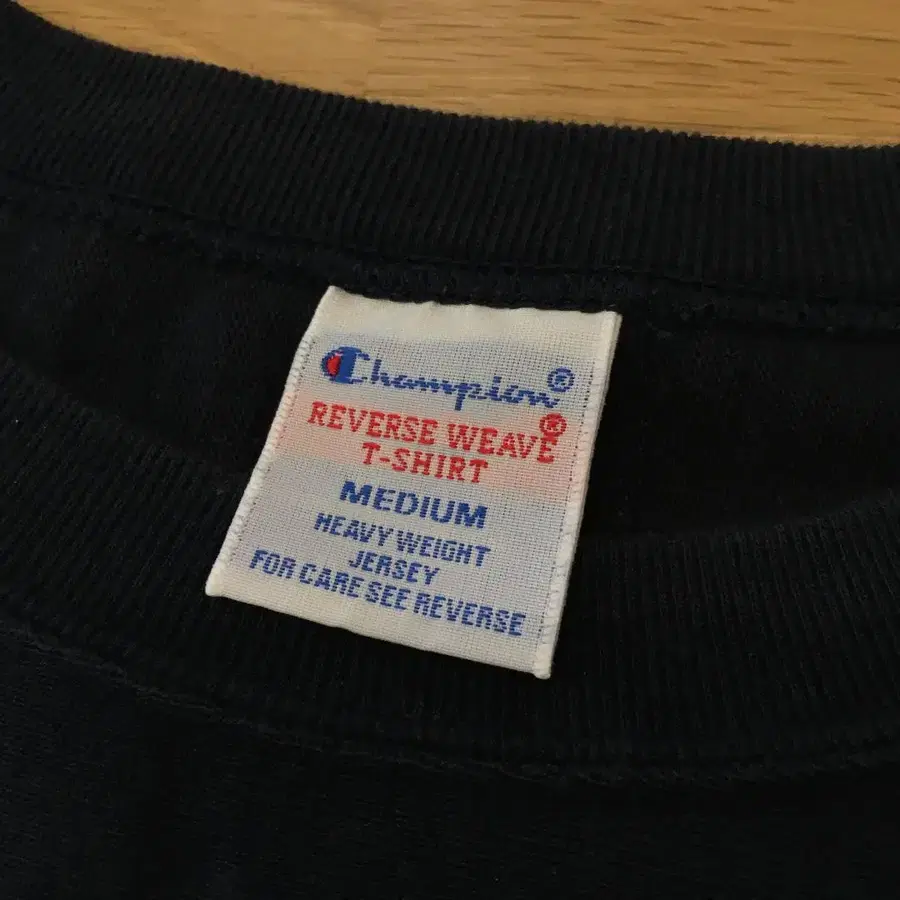 Champion®
REVERSE WEAVE®
T-SHIRT
MEDIUM
HEAVY WEIGHT
JERSEY
FOR CARE SEE REVERSE